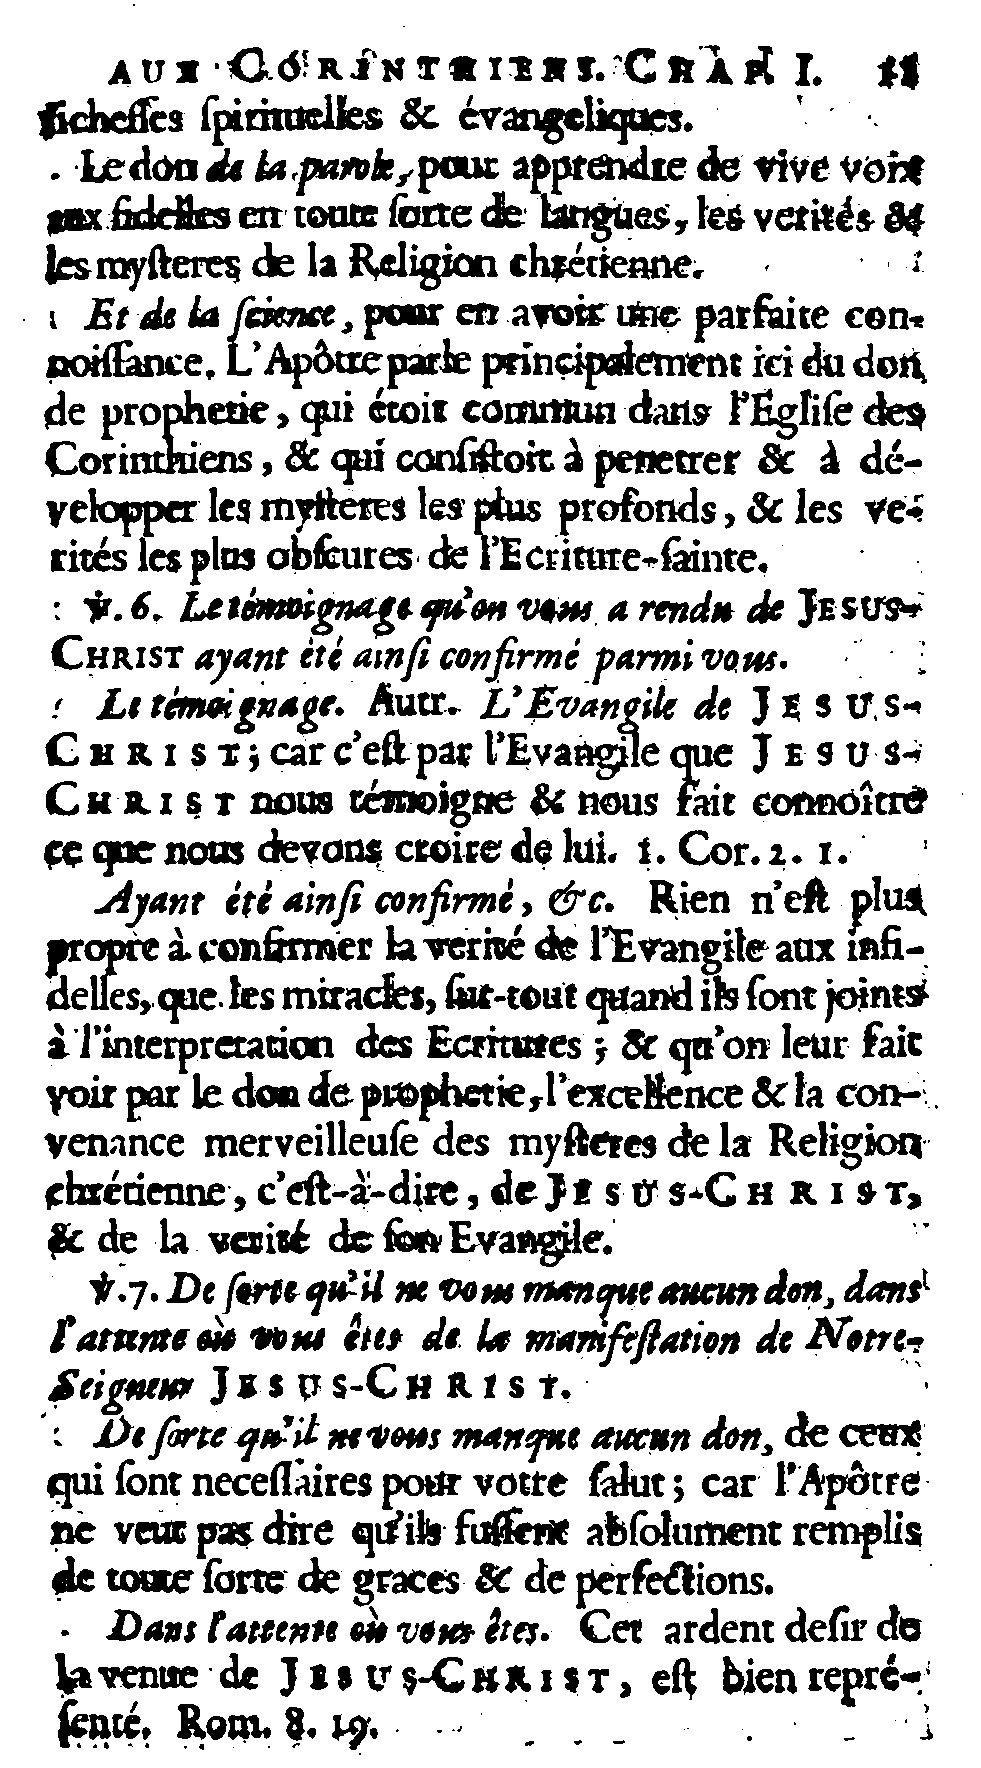 AUX CORINTHIENS. CHAP. I. 11
richesſes ſpirituelles & évangeliques.
Le don de la parole, pour apprendre de vive voix
aux fidelles en toute ſorte de langues, les verités &
les myſteres de la Religion chrétienne.
Et de la ſcience, pour en avoir une parfaite con-
noiſſance. L'Apôtre parle principalement ici du don
de prophetie, qui étoit commun dans l'Egliſe des
Corinthiens, & qui conſiſtoit à penetrer & à dé-
velopper les myſteres les plus profonds, & les ve-
rités les plus obſcures de l'Ecriture-ſainte.
℣. 6. Le témoignage qu'on vous a rendu de JESUS-
CHRIST ayant été ainſi confirmé parmi vous.
Le témoignage. Autr. L'Evangile de JESUS-
CHRIST; car c'eſt par l'Evangile que JESUS-
CHRIST nous témoigne & nous fait connoître
ce que nous devons croire de lui. 1. Cor. 2. 1.
Ayant été ainſi confirmé, &c. Rien n'eſt plus
propre à confirmer la verité de l'Evangile aux infi-
delles, que les miracles, ſur-tout quand ils ſont joints
à l'interpretation des Ecritures; & qu'on leur fait
voir par le don de prophetie, l'excellence & la con-
venance merveilleuſe des myſteres de la Religion
chrétienne, c'eſt-à-dire, de JESUS-CHRIST,
& de la verité de ſon Evangile.
℣. 7. De ſorte qu'il ne vous manque aucun don, dans
l'attente où vous êtes de la manifeſtation de Notre-
Seigneur JESUS-CHRIST.
De ſorte qu'il ne vous manque aucun don, de ceux
qui ſont neceſſaires pour votre ſalut; car l'Apôtre
ne veut pas dire qu'ils fuſſent abſolument remplis
de toute ſorte de graces & de perfections.
Dans l'attente où vous êtes. Cet ardent deſir de
la venue de JESUS-CHRIST, eſt bien repré-
ſenté. Rom. 8. 19.